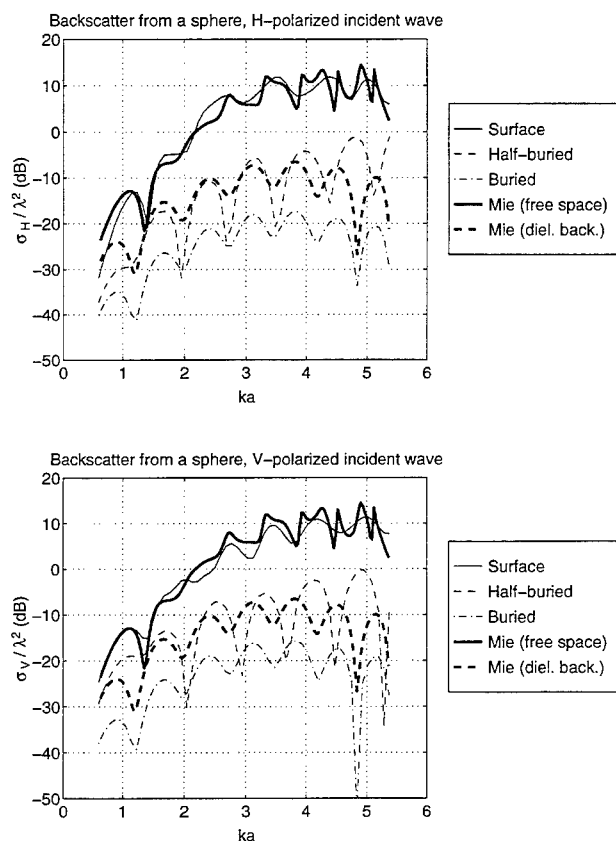 Backscatter from a sphere, H-polarized incident wave
20
10
0
-10
-20
-30
-40
-50
σH / λ² (dB)
0 1 2 3 4 5 6
ka
Surface
Half-buried
Buried
Mie (free space)
Mie (diel. back.)
Backscatter from a sphere, V-polarized incident wave
20
10
0
-10
-20
-30
-40
-50
σV / λ² (dB)
0 1 2 3 4 5 6
ka
Surface
Half-buried
Buried
Mie (free space)
Mie (diel. back.)